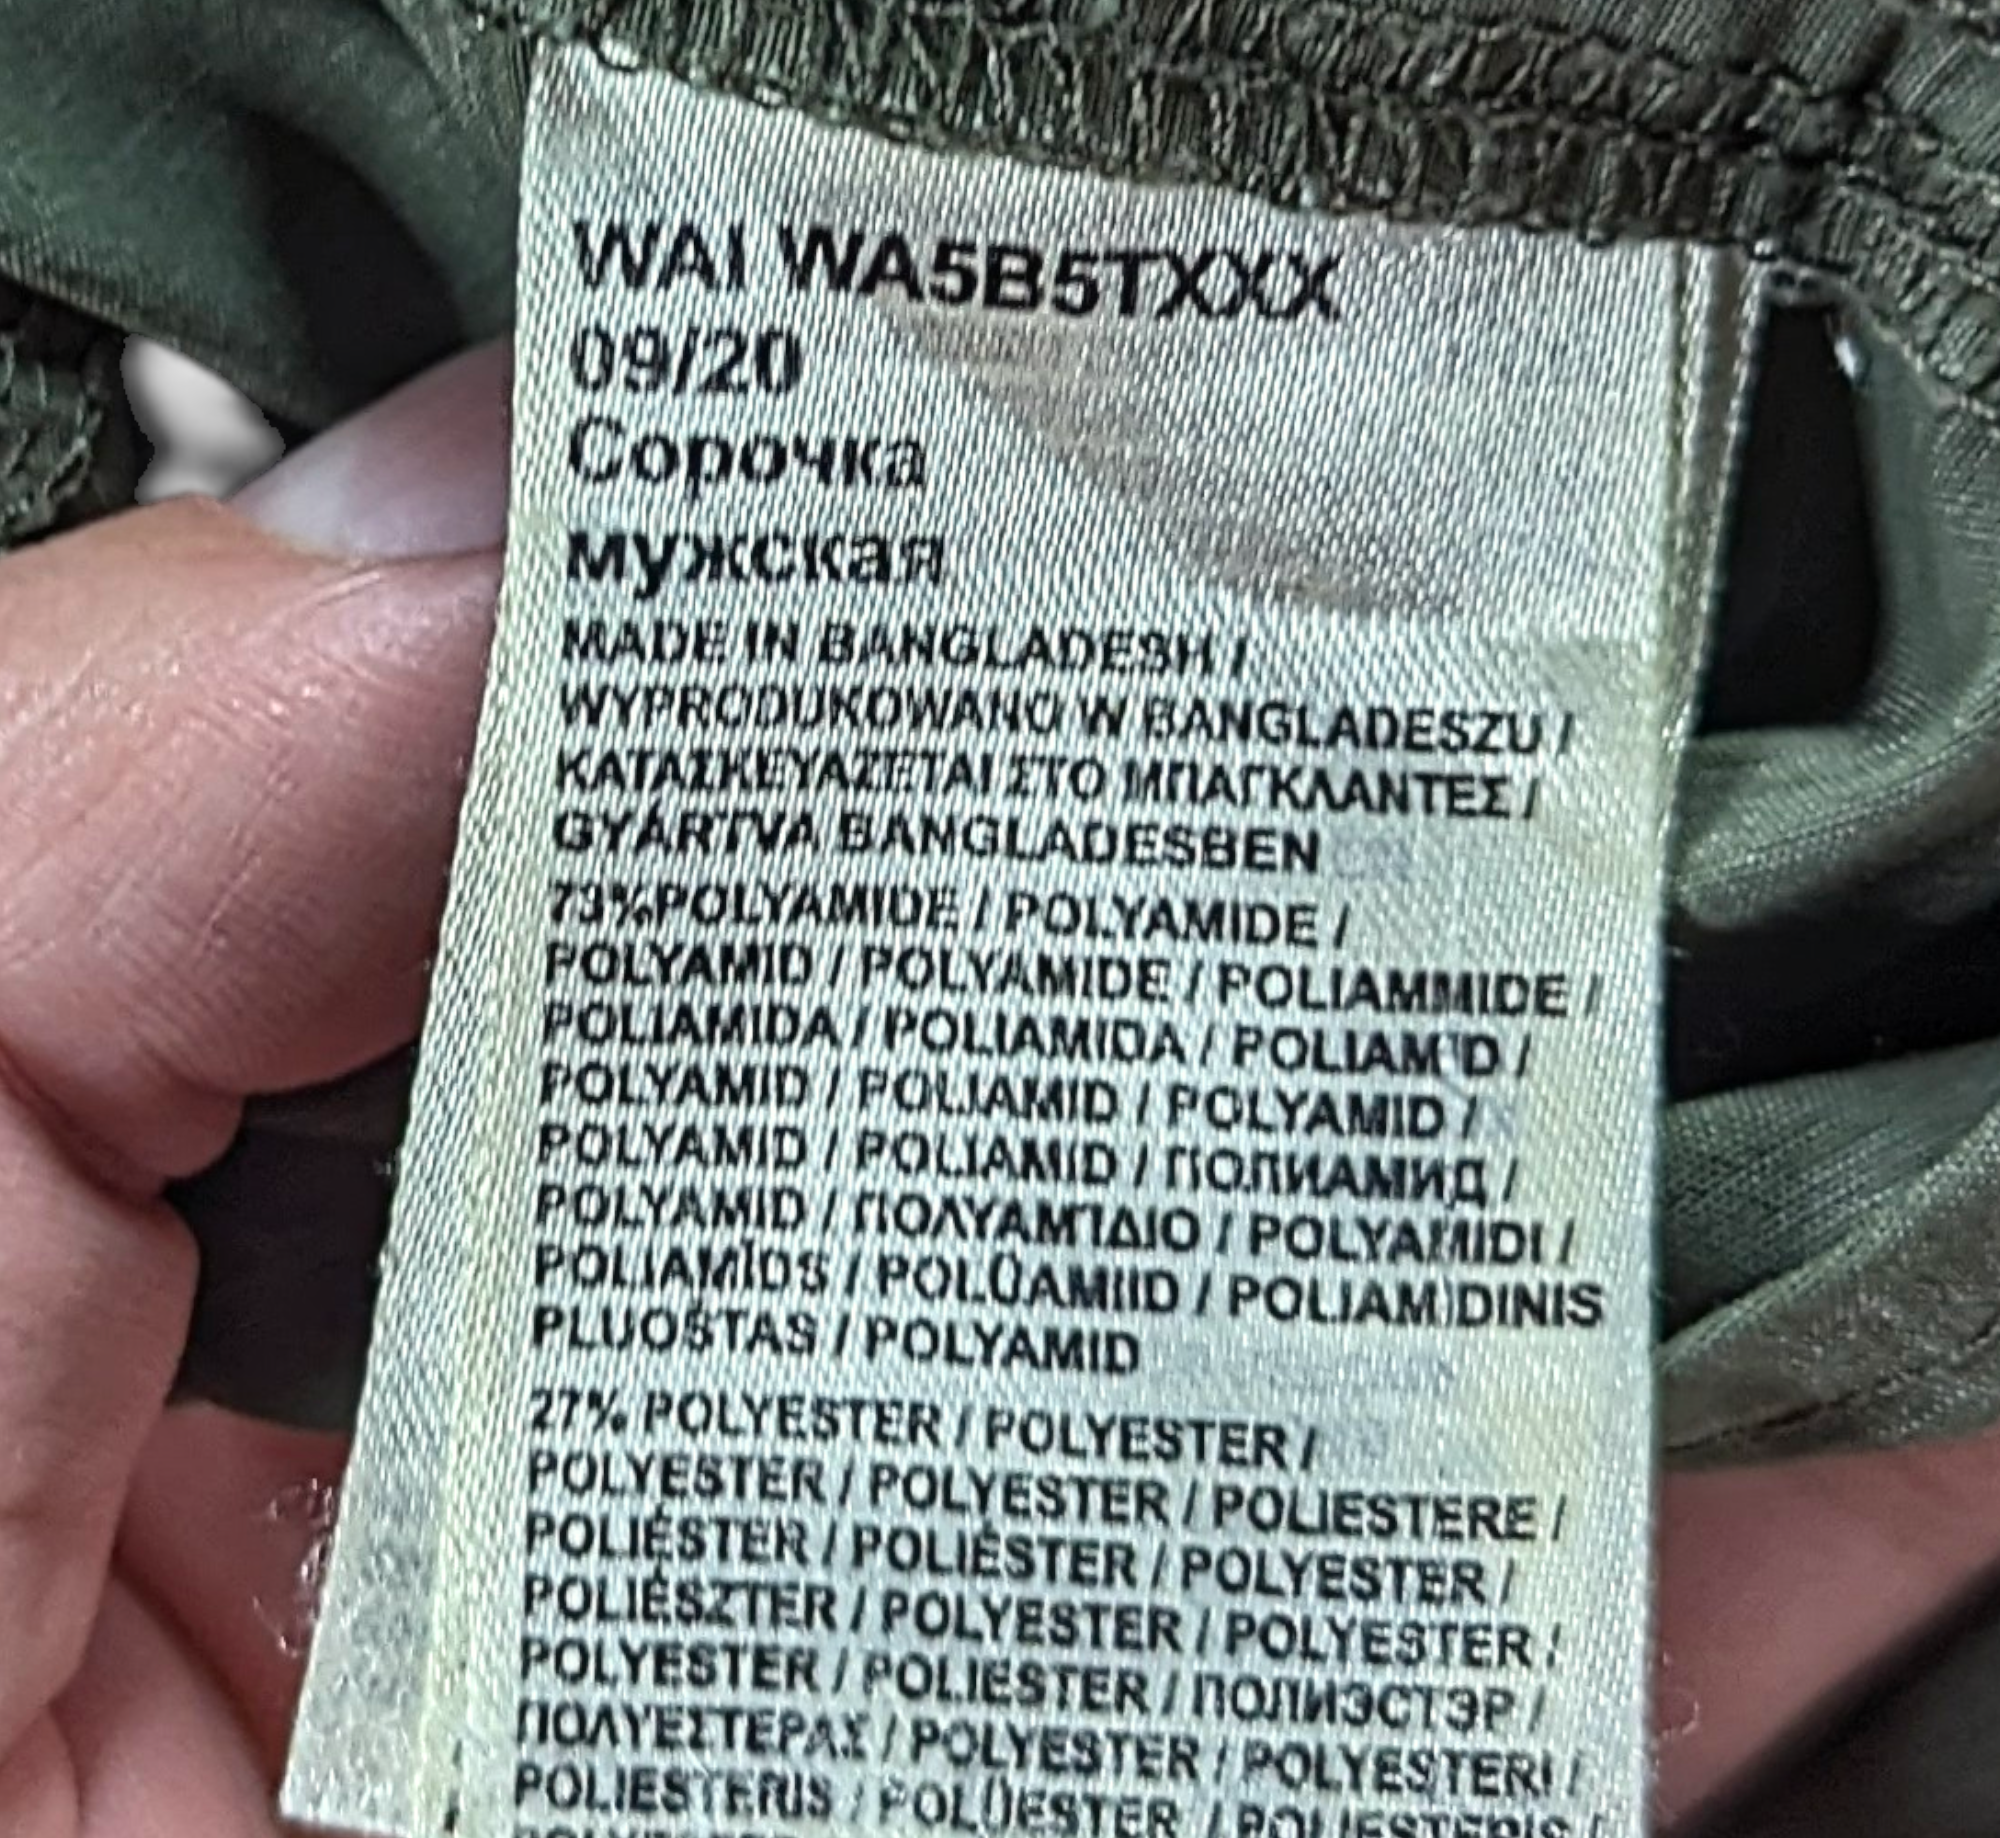 WAI WA5B5TXXX
09/20
Сорочка
мужская
MADE IN BANGLADESH /
WYPRODUKOWANO W BANGLADESZU /
ΚΑΤΑΣΚΕΥΑΖΕΤΑΙ ΣΤΟ ΜΠΑΓΚΛΑΝΤΕΣ /
GYÁRTVA BANGLADESBEN
73%POLYAMIDE / POLYAMIDE /
POLYAMID / POLYAMIDE / POLIAMMIDE /
POLIAMIDA / POLIAMIDA / POLIAMID /
POLYAMID / POLIAMID / POLYAMID /
POLYAMID / POLIAMID / ПОЛИАМИД /
POLYAMID / ΠΟΛΥΑΜΊΔΙΟ / POLYAMIDI /
POLIAMĪDS / POLÜAMIID / POLIAMIDINIS
PLUOŠTAS / POLYAMID
27% POLYESTER / POLYESTER /
POLYESTER / POLYESTER / POLIESTERE /
POLIÉSTER / POLIÉSTER / POLYESTER /
POLIÉSZTER / POLYESTER / POLYESTER /
POLYESTER / POLIESTER / ПОЛИЭСТЭР /
ΠΟΛΥΕΣΤΕΡΑΣ / POLYESTER / POLYESTERI /
POLIESTERIS / POLÜESTER / POLIESTERIS /